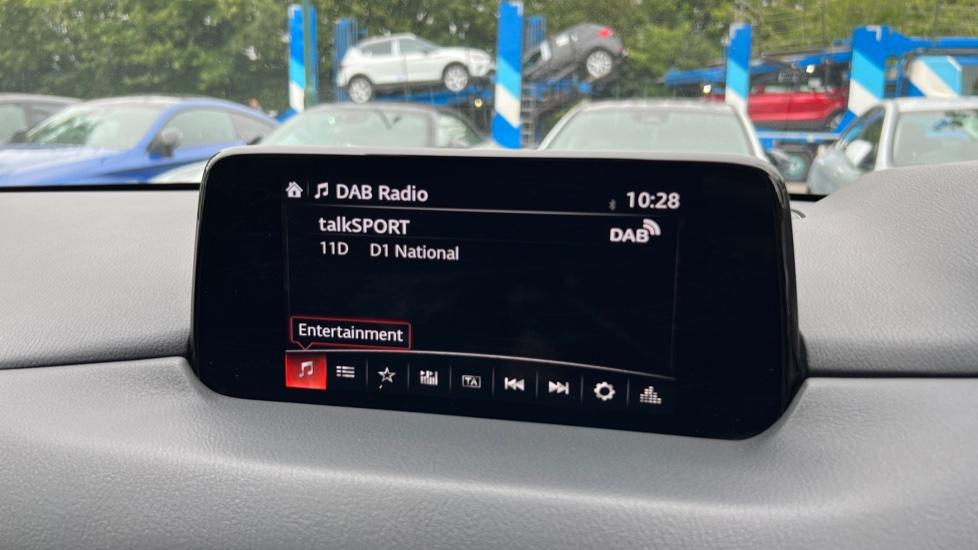 DAB Radio 10:28
talkSPORT DAB
11D D1 National
Entertainment
TA